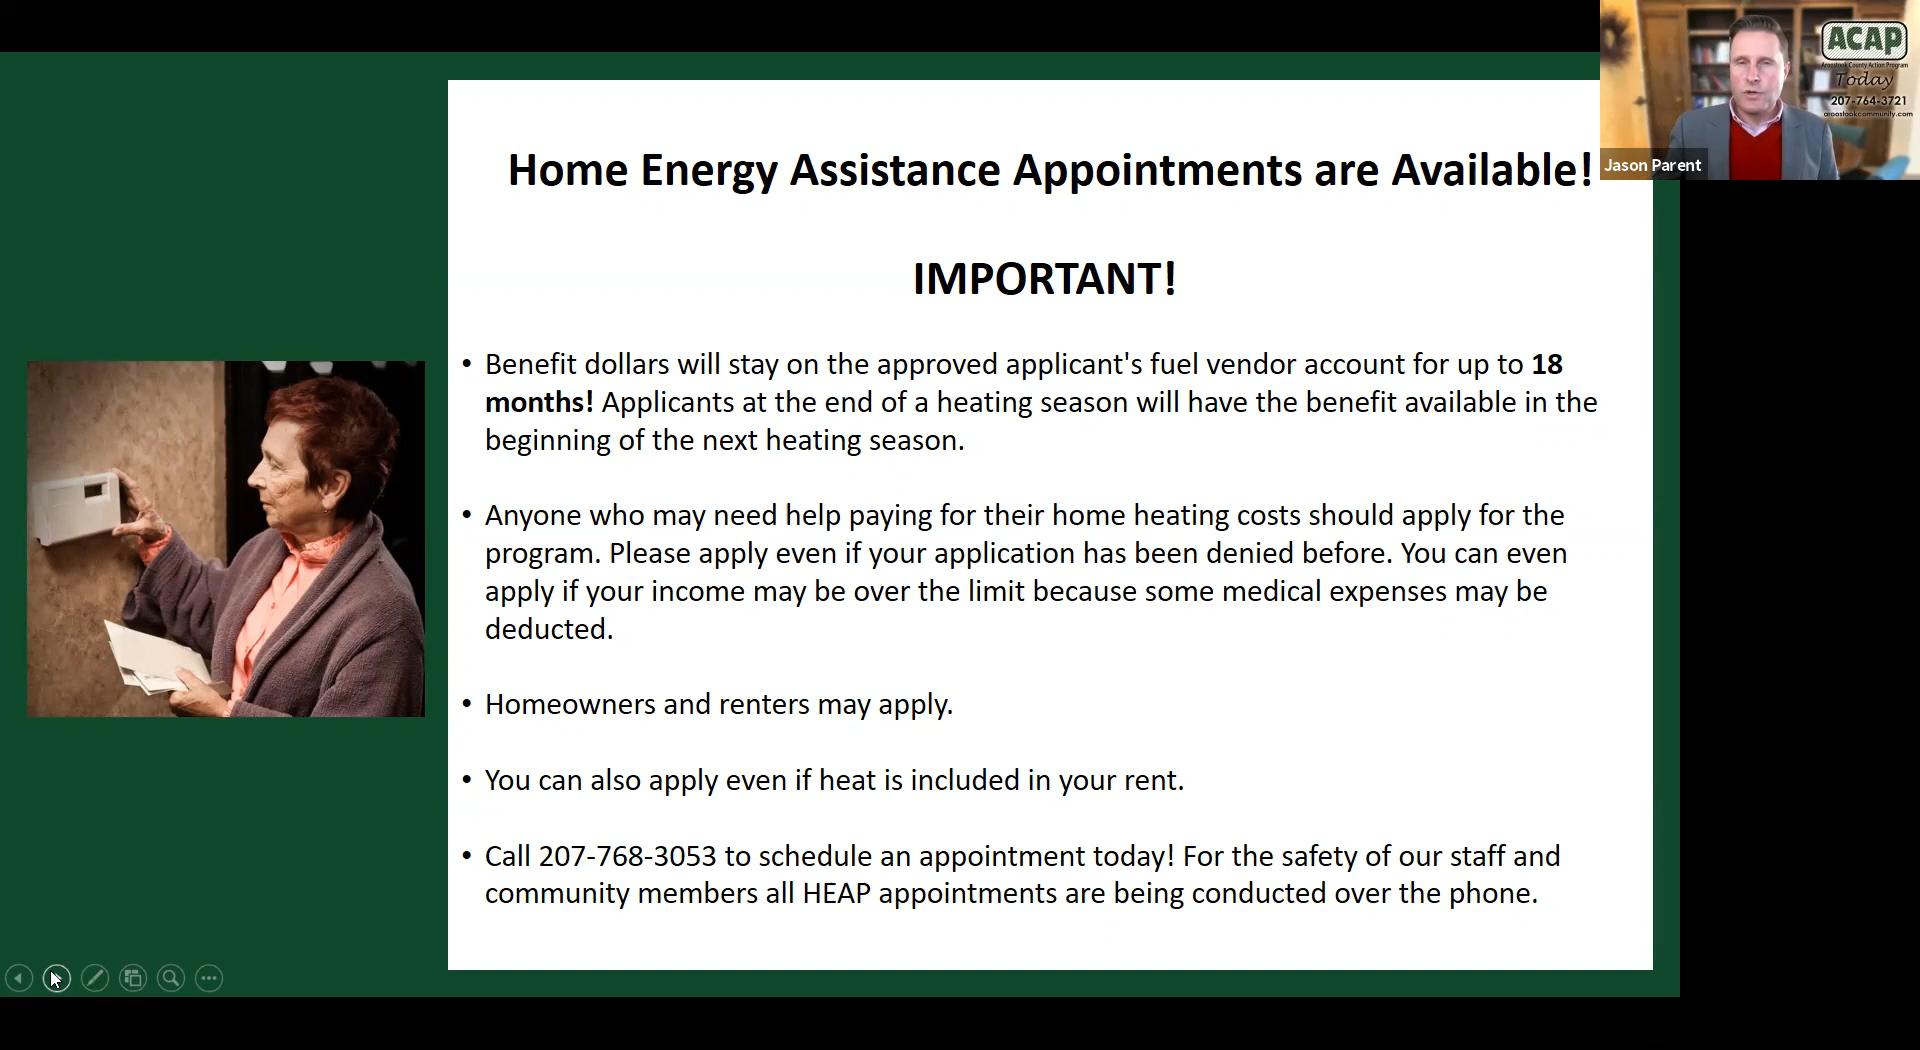 Home Energy Assistance Appointments are Available!
IMPORTANT!
• Benefit dollars will stay on the approved applicant's fuel vendor account for up to 18
months! Applicants at the end of a heating season will have the benefit available in the
beginning of the next heating season.
• Anyone who may need help paying for their home heating costs should apply for the
program. Please apply even if your application has been denied before. You can even
apply if your income may be over the limit because some medical expenses may be
deducted.
• Homeowners and renters may apply.
• You can also apply even if heat is included in your rent.
• Call 207-768-3053 to schedule an appointment today! For the safety of our staff and
community members all HEAP appointments are being conducted over the phone.
ACAP
Aroostook County Action Program
Today
207-764-3721
aroostookcommunity.com
Jason Parent